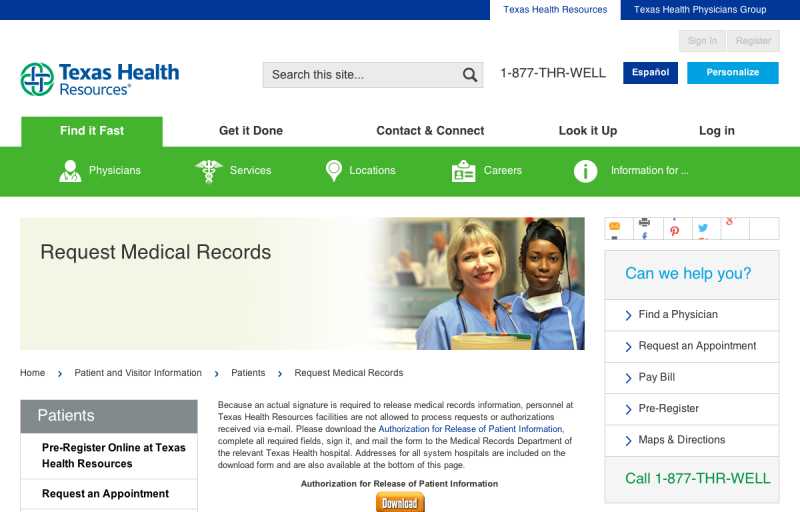 Texas Health Resources
Texas Health Physicians Group
Sign In
Register
Texas Health
Resources®
Search this site...
1-877-THR-WELL
Español
Personalize
Find it Fast
Get it Done
Contact & Connect
Look it Up
Log in
Physicians
Services
Locations
Careers
Information for ...
Request Medical Records
Can we help you?
Find a Physician
Request an Appointment
Pay Bill
Pre-Register
Maps & Directions
Call 1-877-THR-WELL
Home
Patient and Visitor Information
Patients
Request Medical Records
Patients
Pre-Register Online at Texas
Health Resources
Request an Appointment
Because an actual signature is required to release medical records information, personnel at
Texas Health Resources facilities are not allowed to process requests or authorizations
received via e-mail. Please download the Authorization for Release of Patient Information,
complete all required fields, sign it, and mail the form to the Medical Records Department of
the relevant Texas Health hospital. Addresses for all system hospitals are included on the
download form and are also available at the bottom of this page.
Authorization for Release of Patient Information
Download